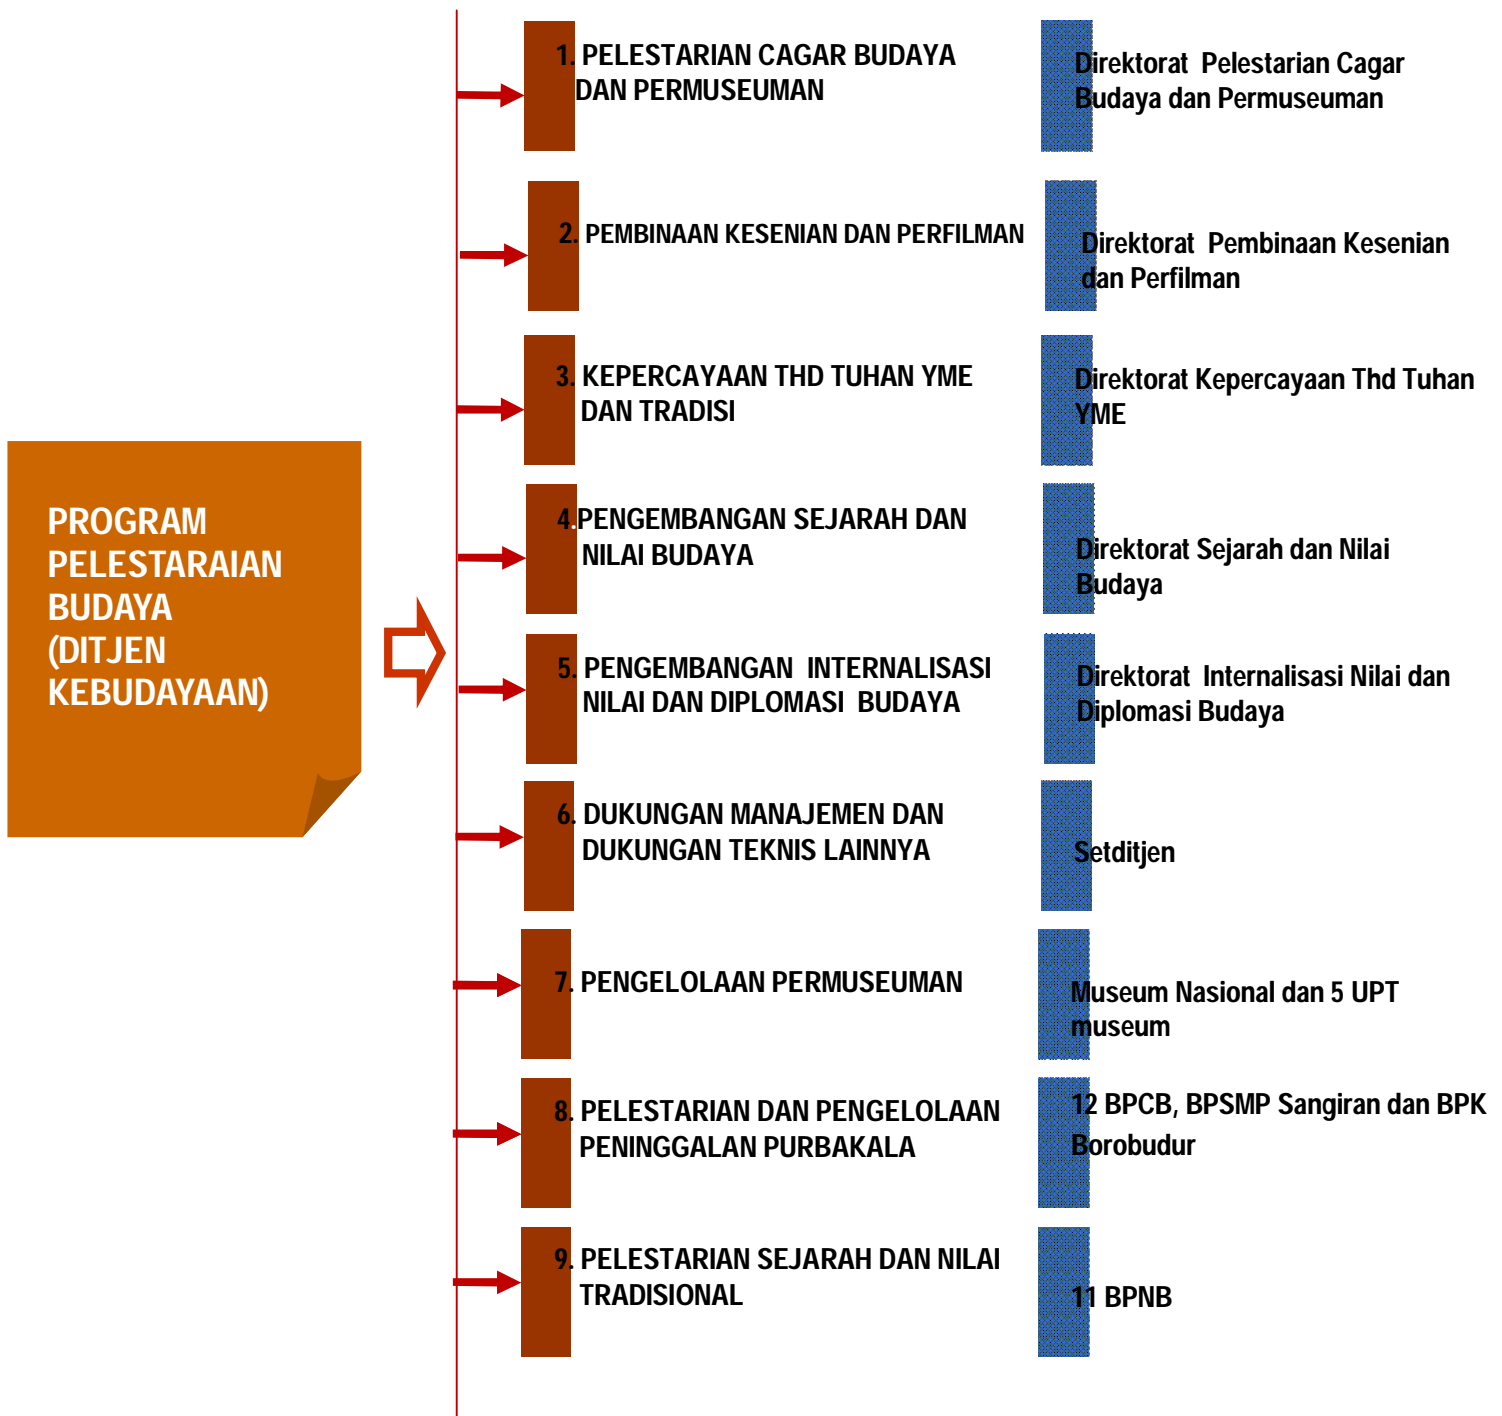 PROGRAM
PELESTARAIAN
BUDAYA
(DITJEN
KEBUDAYAAN)
1. PELESTARIAN CAGAR BUDAYA
DAN PERMUSEUMAN
Direktorat Pelestarian Cagar
Budaya dan Permuseuman
2. PEMBINAAN KESENIAN DAN PERFILMAN
Direktorat Pembinaan Kesenian
dan Perfilman
3. KEPERCAYAAN THD TUHAN YME
DAN TRADISI
Direktorat Kepercayaan Thd Tuhan
YME
4.PENGEMBANGAN SEJARAH DAN
NILAI BUDAYA
Direktorat Sejarah dan Nilai
Budaya
5. PENGEMBANGAN INTERNALISASI
NILAI DAN DIPLOMASI BUDAYA
Direktorat Internalisasi Nilai dan
Diplomasi Budaya
6. DUKUNGAN MANAJEMEN DAN
DUKUNGAN TEKNIS LAINNYA
Setditjen
7. PENGELOLAAN PERMUSEUMAN
Museum Nasional dan 5 UPT
museum
8. PELESTARIAN DAN PENGELOLAAN
PENINGGALAN PURBAKALA
12 BPCB, BPSMP Sangiran dan BPK
Borobudur
9. PELESTARIAN SEJARAH DAN NILAI
TRADISIONAL
11 BPNB